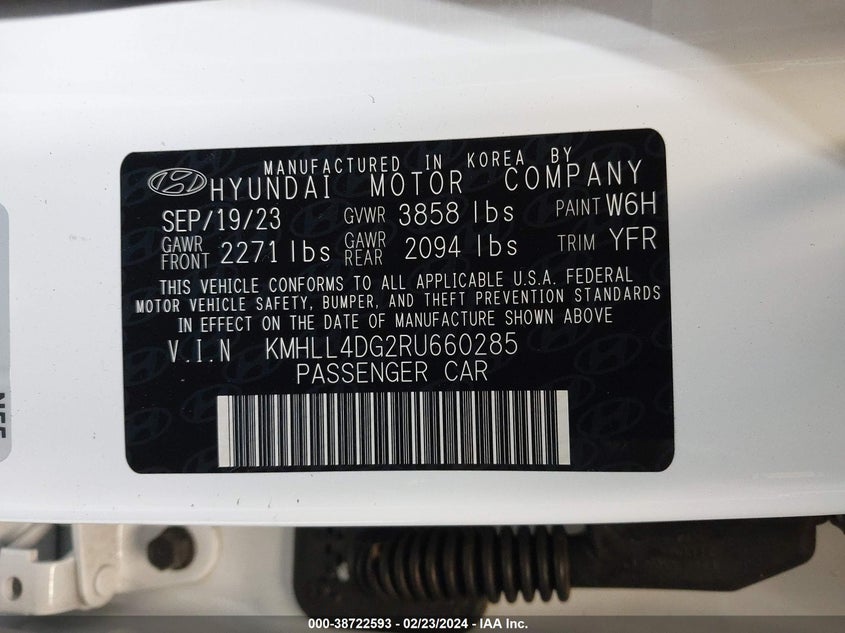 MANUFACTURED IN KOREA BY
HYUNDAI MOTOR COMPANY
SEP/19/23 GVWR 3858 lbs PAINT W6H
GAWR FRONT 2271 lbs GAWR REAR 2094 lbs TRIM YFR
THIS VEHICLE CONFORMS TO ALL APPLICABLE U.S.A. FEDERAL
MOTOR VEHICLE SAFETY, BUMPER, AND THEFT PREVENTION STANDARDS
IN EFFECT ON THE DATE OF MANUFACTURE SHOWN ABOVE
V.I.N KMHLL4DG2RU660285
PASSENGER CAR
000-38722593 - 02/23/2024 - IAA Inc.